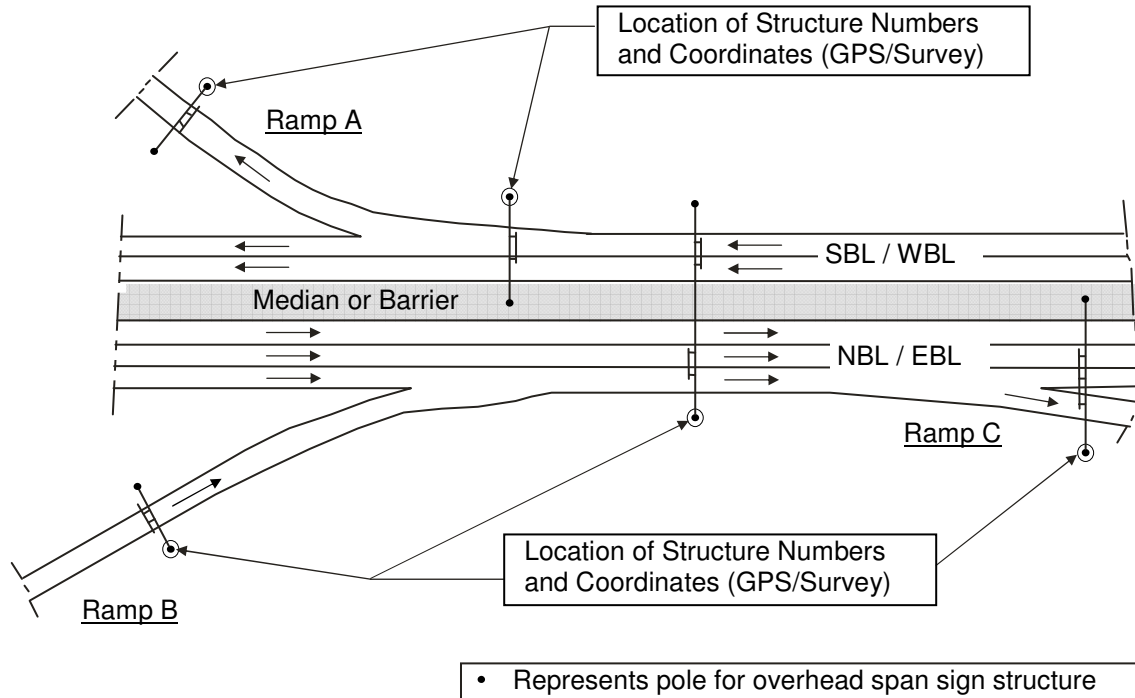 Location of Structure Numbers
and Coordinates (GPS/Survey)
Ramp A
SBL / WBL
Median or Barrier
NBL / EBL
Ramp C
Location of Structure Numbers
and Coordinates (GPS/Survey)
Ramp B
• Represents pole for overhead span sign structure